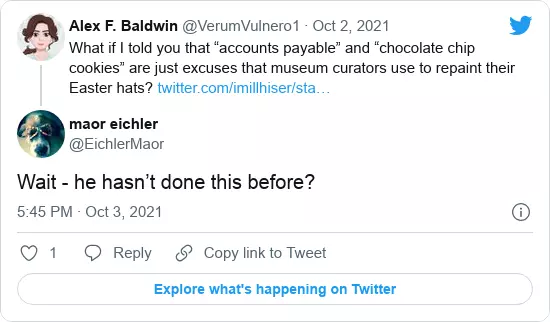 Alex F. Baldwin @VerumVulnero1 · Oct 2, 2021
What if I told you that “accounts payable” and “chocolate chip
cookies” are just excuses that museum curators use to repaint their
Easter hats? twitter.com/imillhiser/sta…
maor eichler
@EichlerMaor
Wait - he hasn’t done this before?
5:45 PM · Oct 3, 2021
1 Reply Copy link to Tweet
Explore what's happening on Twitter